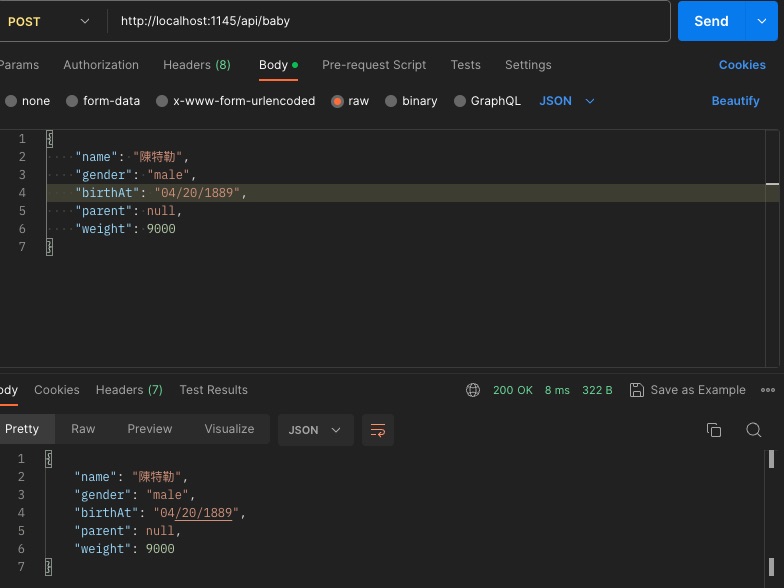 POST http://localhost:1145/api/baby Send
Params Authorization Headers (8) Body Pre-request Script Tests Settings Cookies
none form-data x-www-form-urlencoded raw binary GraphQL JSON Beautify
1 {
2 "name": "陳特勒",
3 "gender": "male",
4 "birthAt": "04/20/1889",
5 "parent": null,
6 "weight": 9000
7 }
ody Cookies Headers (7) Test Results 200 OK 8 ms 322 B Save as Example
Pretty Raw Preview Visualize JSON
1 {
2 "name": "陳特勒",
3 "gender": "male",
4 "birthAt": "04/20/1889",
5 "parent": null,
6 "weight": 9000
7 }